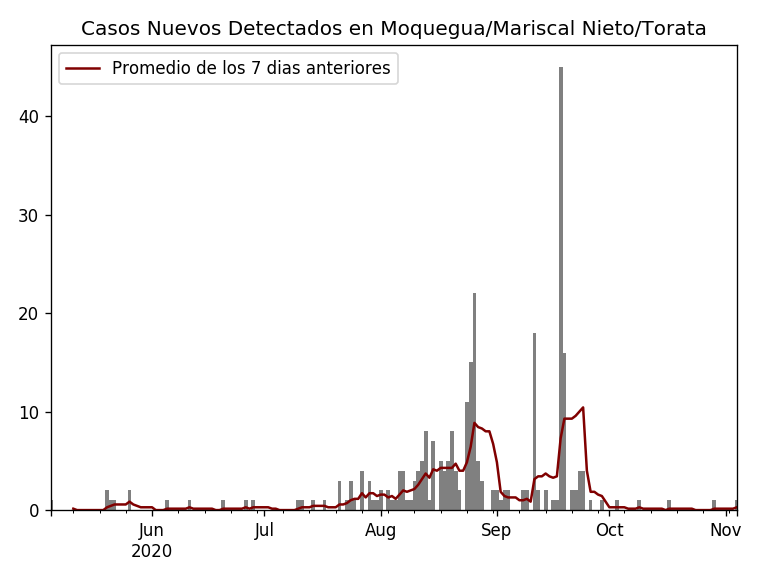 Casos Nuevos Detectados en Moquegua/Mariscal Nieto/Torata
Promedio de los 7 dias anteriores
40
30
20
10
0
Jun Jul Aug Sep Oct Nov
2020